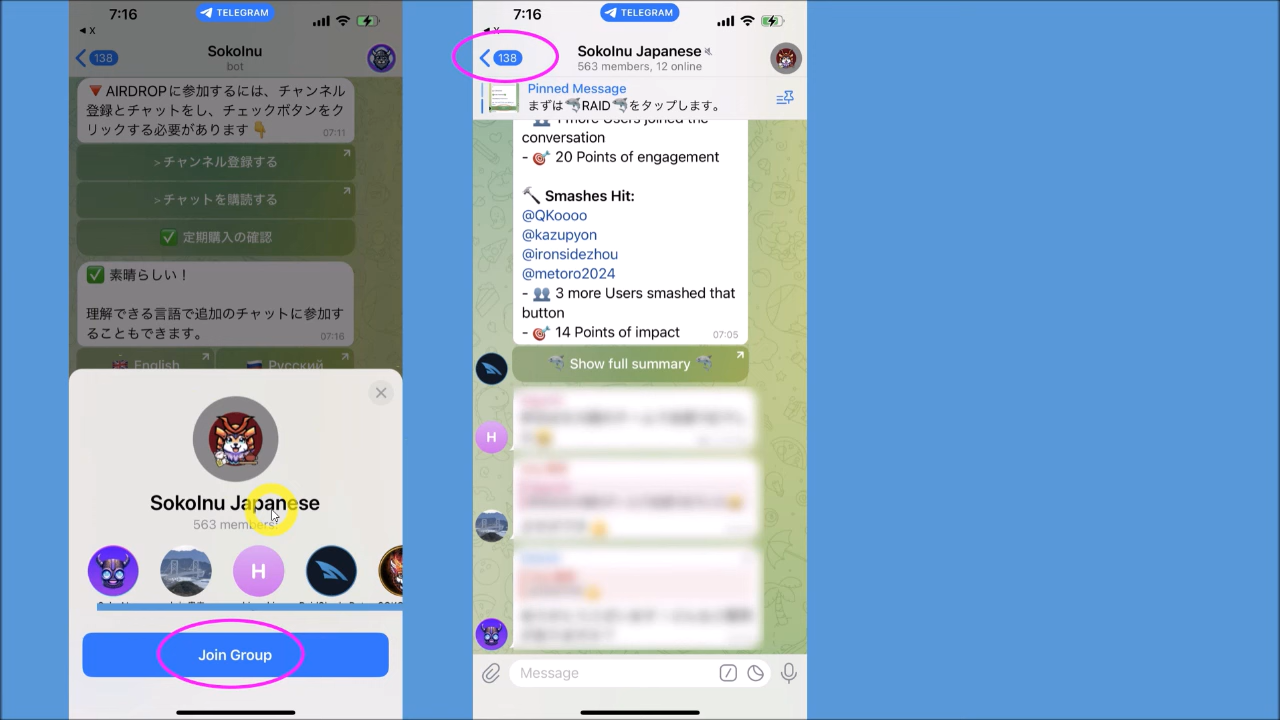 7:16
TELEGRAM
X
138
SokoInu
bot
🔻AIRDROPに参加するには、チャンネル
登録とチャットをし、チェックボタンをク
リックする必要があります👇
07:11
>チャンネル登録する
>チャットを購読する
✅ 定期購入の確認
✅ 素晴らしい！
理解できる言語で追加のチャットに参加す
ることもできます。
07:16
English
Русский
SokoInu Japanese
563 members
H
Join Group
7:16
TELEGRAM
X
138
SokoInu Japanese
563 members, 12 online
Pinned Message
まずは🦈RAID🦈をタップします。
1 more Users joined the
conversation
- 🎯 20 Points of engagement
🔨 Smashes Hit:
@QKoooo
@kazupyon
@ironsidezhou
@metoro2024
- 👥 3 more Users smashed that
button
- 🎯 14 Points of impact
07:05
🦈 Show full summary 🦈
H
Message